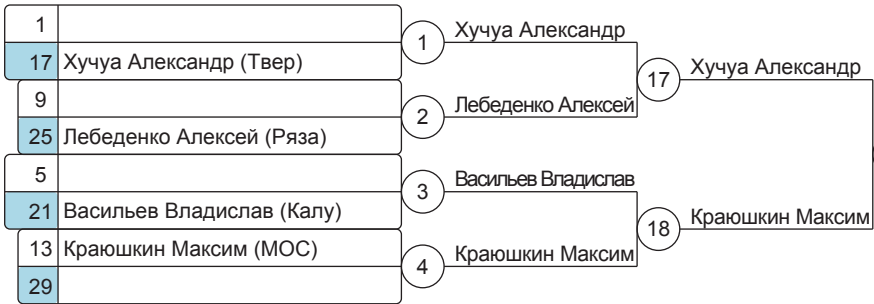 1
17 Хучуа Александр (Твер)
9
25 Лебеденко Алексей (Ряза)
5
21 Васильев Владислав (Калу)
13 Краюшкин Максим (МОС)
29
1 Хучуа Александр
2 Лебеденко Алексей
3 Васильев Владислав
4 Краюшкин Максим
17 Хучуа Александр
18 Краюшкин Максим